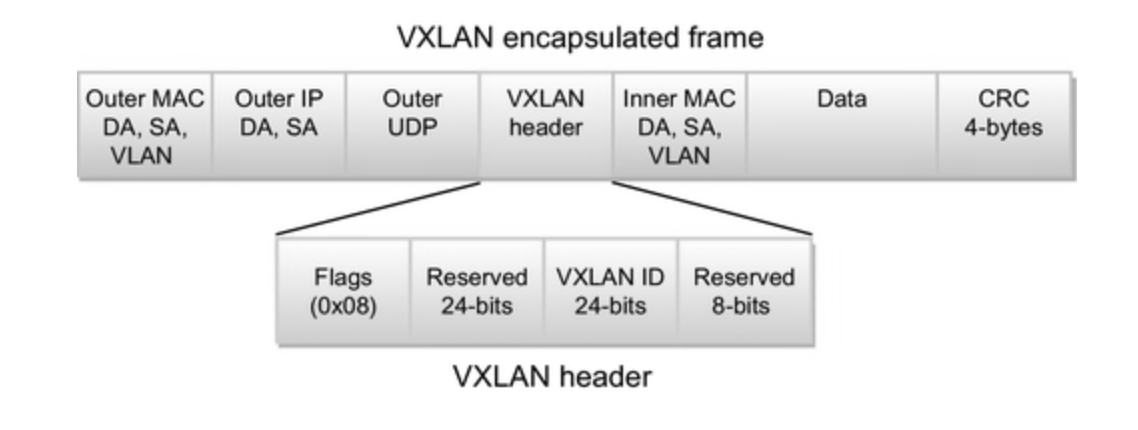 VXLAN encapsulated frame
Outer MAC
DA, SA,
VLAN
Outer IP
DA, SA
Outer
UDP
VXLAN
header
Inner MAC
DA, SA,
VLAN
Data
CRC
4-bytes
Flags
(0x08)
Reserved
24-bits
VXLAN ID
24-bits
Reserved
8-bits
VXLAN header